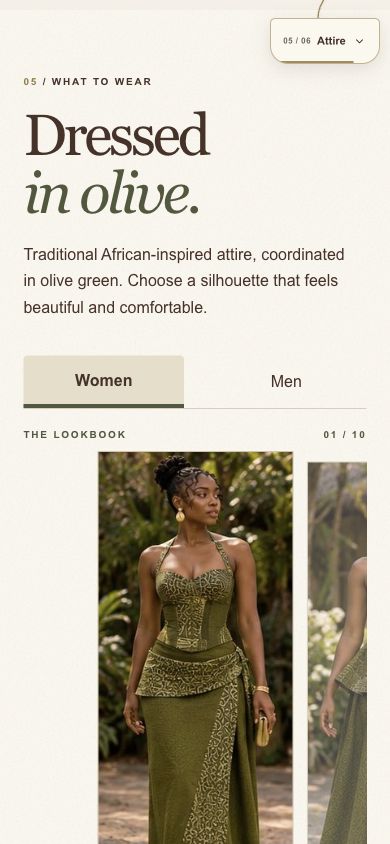 05 / 06 Attire
05 / WHAT TO WEAR
Dressed
in olive.
Traditional African-inspired attire, coordinated
in olive green. Choose a silhouette that feels
beautiful and comfortable.
Women Men
THE LOOKBOOK 01 / 10